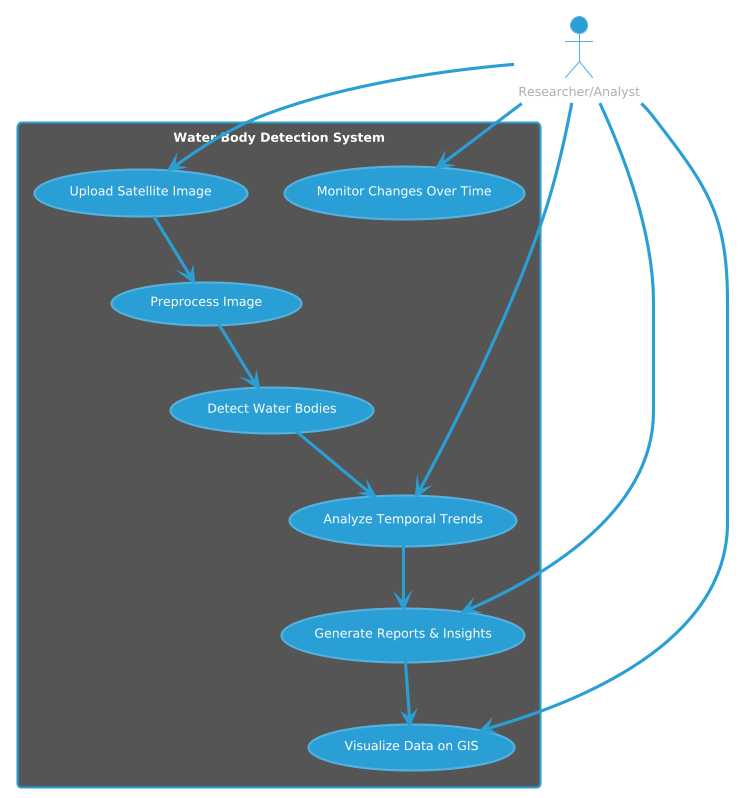 Researcher/Analyst
Water Body Detection System
Upload Satellite Image
Monitor Changes Over Time
Preprocess Image
Detect Water Bodies
Analyze Temporal Trends
Generate Reports & Insights
Visualize Data on GIS